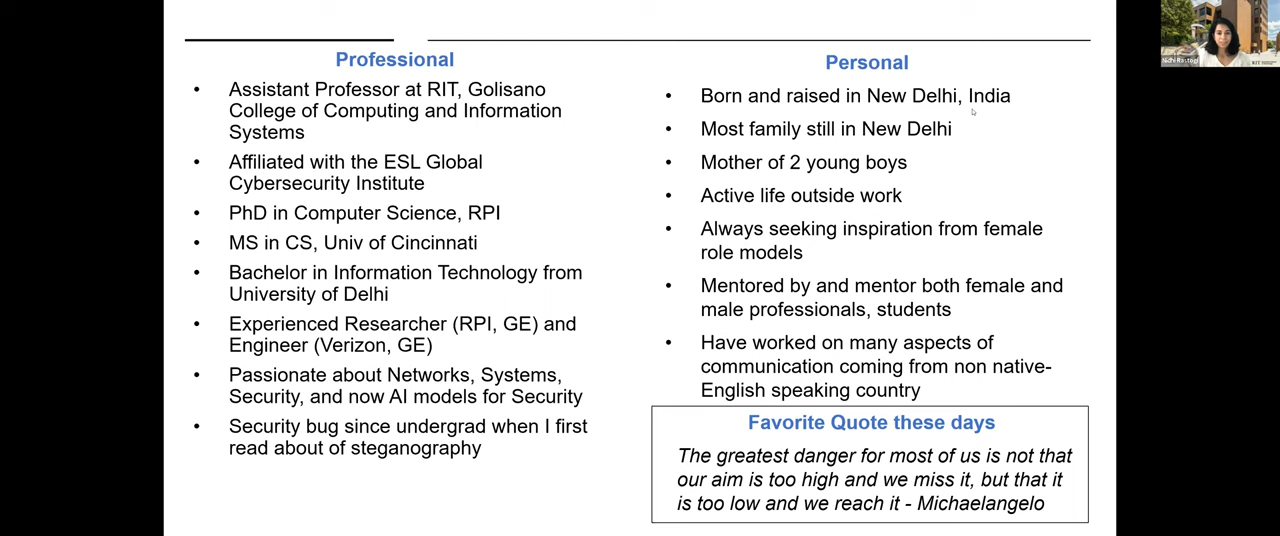 Professional
• Assistant Professor at RIT, Golisano
College of Computing and Information
Systems
• Affiliated with the ESL Global
Cybersecurity Institute
• PhD in Computer Science, RPI
• MS in CS, Univ of Cincinnati
• Bachelor in Information Technology from
University of Delhi
• Experienced Researcher (RPI, GE) and
Engineer (Verizon, GE)
• Passionate about Networks, Systems,
Security, and now AI models for Security
• Security bug since undergrad when I first
read about of steganography
Personal
• Born and raised in New Delhi, India
• Most family still in New Delhi
• Mother of 2 young boys
• Active life outside work
• Always seeking inspiration from female
role models
• Mentored by and mentor both female and
male professionals, students
• Have worked on many aspects of
communication coming from non native-
English speaking country
Favorite Quote these days
The greatest danger for most of us is not that
our aim is too high and we miss it, but that it
is too low and we reach it - Michaelangelo
Nidhi Rastogi
RIT